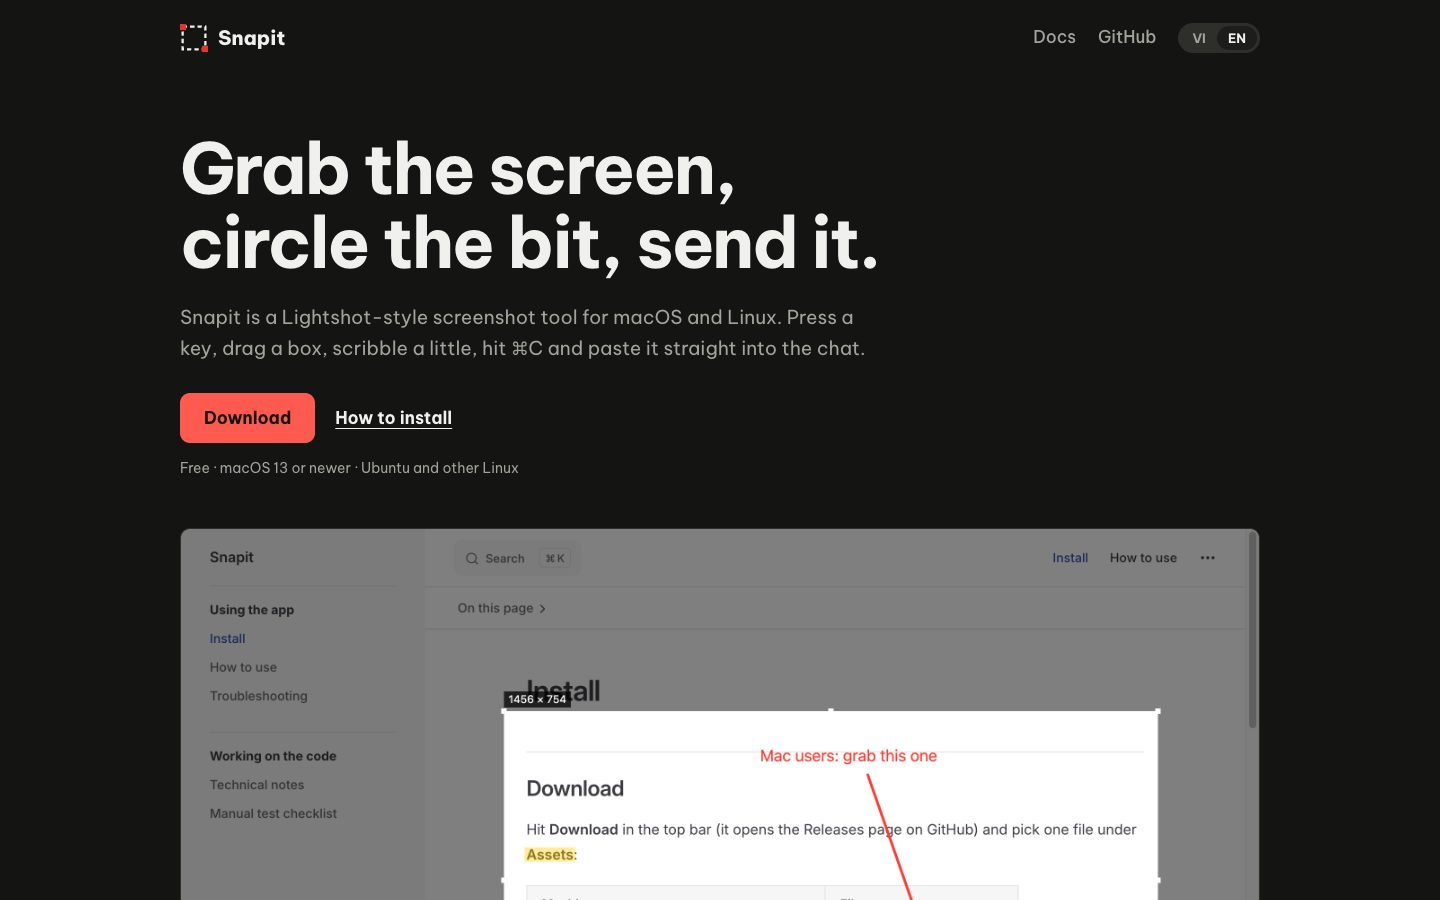 Snapit
Docs
GitHub
VI
EN
Grab the screen,
circle the bit, send it.
Snapit is a Lightshot-style screenshot tool for macOS and Linux. Press a
key, drag a box, scribble a little, hit ⌘C and paste it straight into the chat.
Download
How to install
Free · macOS 13 or newer · Ubuntu and other Linux
Snapit
Search
⌘K
Install
How to use
•••
On this page
Using the app
Install
How to use
Troubleshooting
Working on the code
Technical notes
Manual test checklist
Install
1456 × 754
Mac users: grab this one
Download
Hit Download in the top bar (it opens the Releases page on GitHub) and pick one file under
Assets: